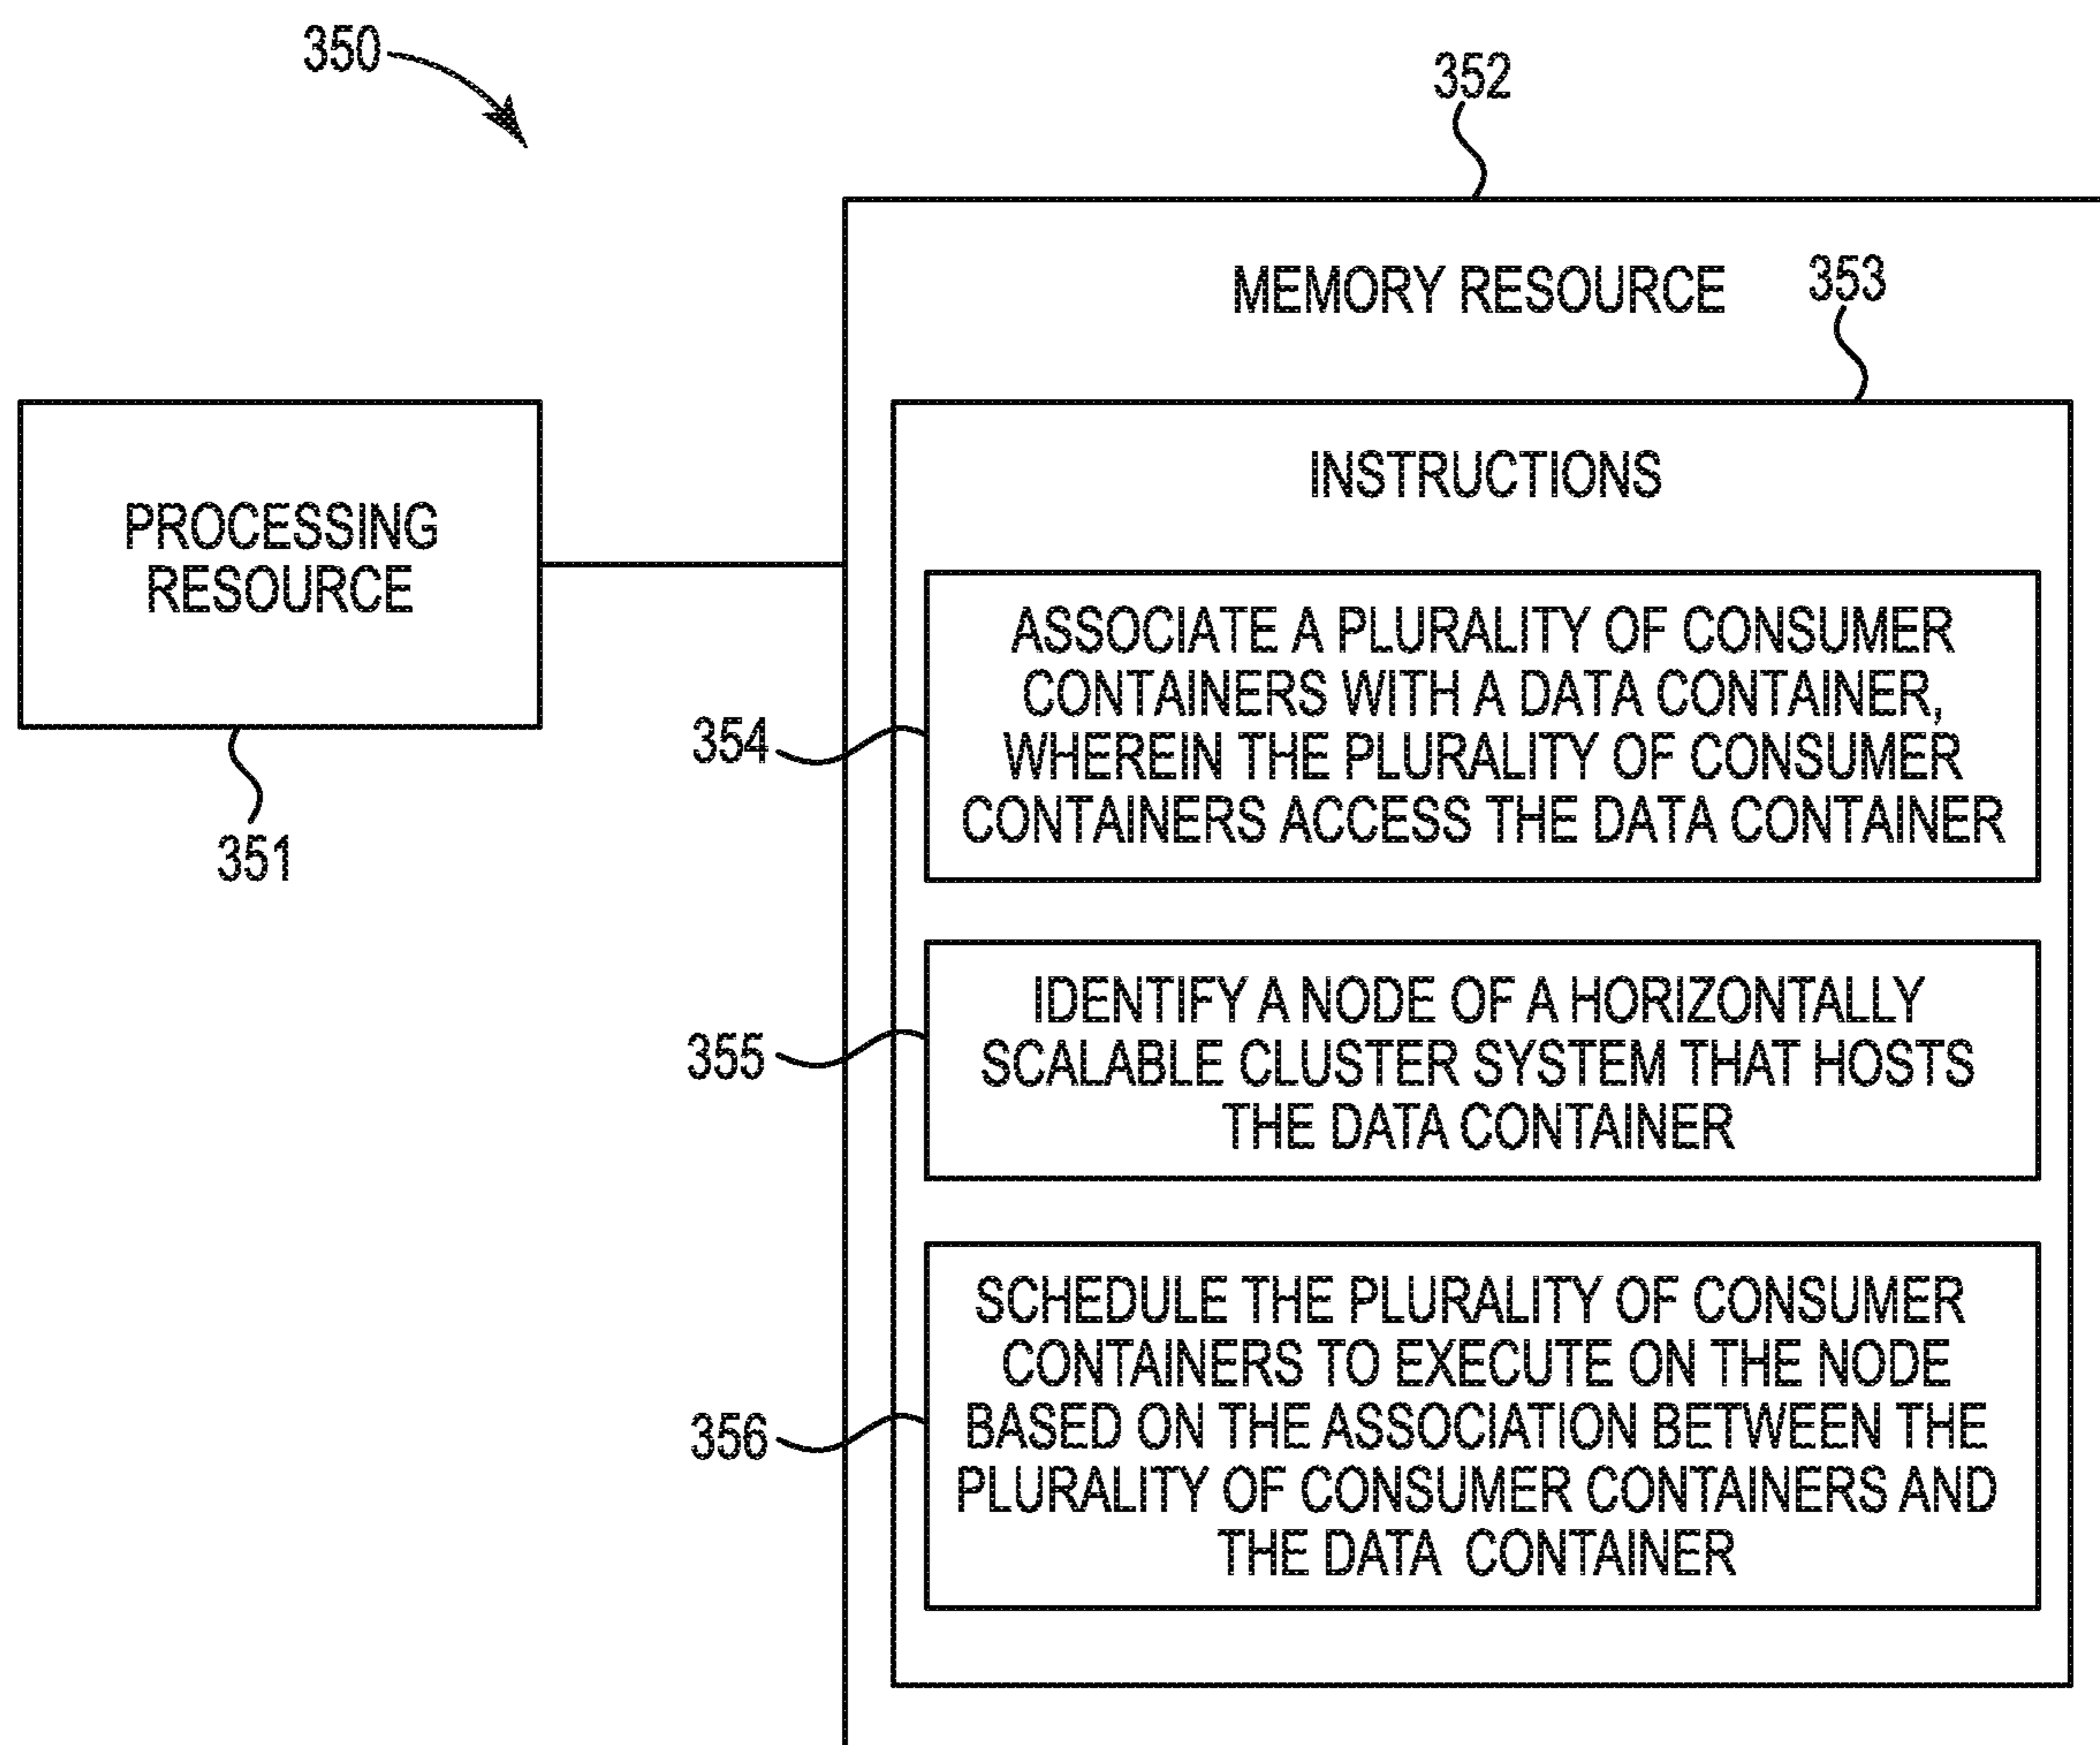 350
352
MEMORY RESOURCE
353
INSTRUCTIONS
PROCESSING
RESOURCE
351
354
ASSOCIATE A PLURALITY OF CONSUMER
CONTAINERS WITH A DATA CONTAINER,
WHEREIN THE PLURALITY OF CONSUMER
CONTAINERS ACCESS THE DATA CONTAINER
355
IDENTIFY A NODE OF A HORIZONTALLY
SCALABLE CLUSTER SYSTEM THAT HOSTS
THE DATA CONTAINER
356
SCHEDULE THE PLURALITY OF CONSUMER
CONTAINERS TO EXECUTE ON THE NODE
BASED ON THE ASSOCIATION BETWEEN THE
PLURALITY OF CONSUMER CONTAINERS AND
THE DATA CONTAINER